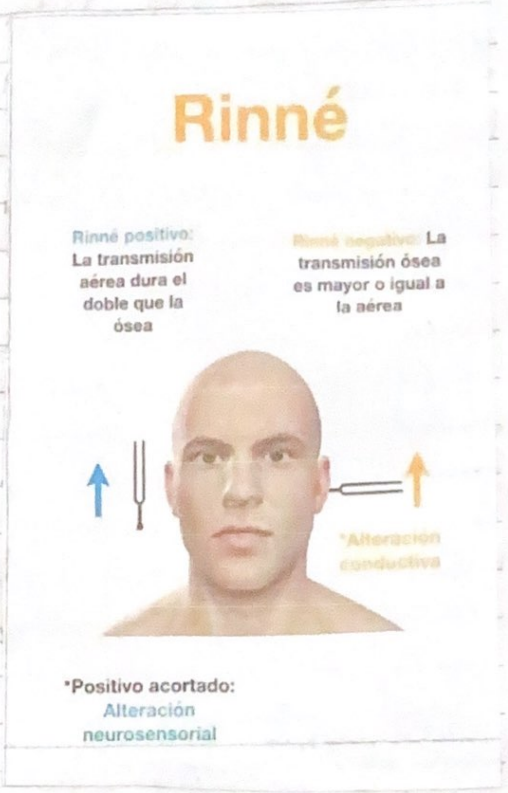 Rinné
Rinné positivo:
La transmisión
aérea dura el
doble que la
ósea
Rinné negativo: La
transmisión ósea
es mayor o igual a
la aérea
*Alteración
conductiva
*Positivo acortado:
Alteración
neurosensorial